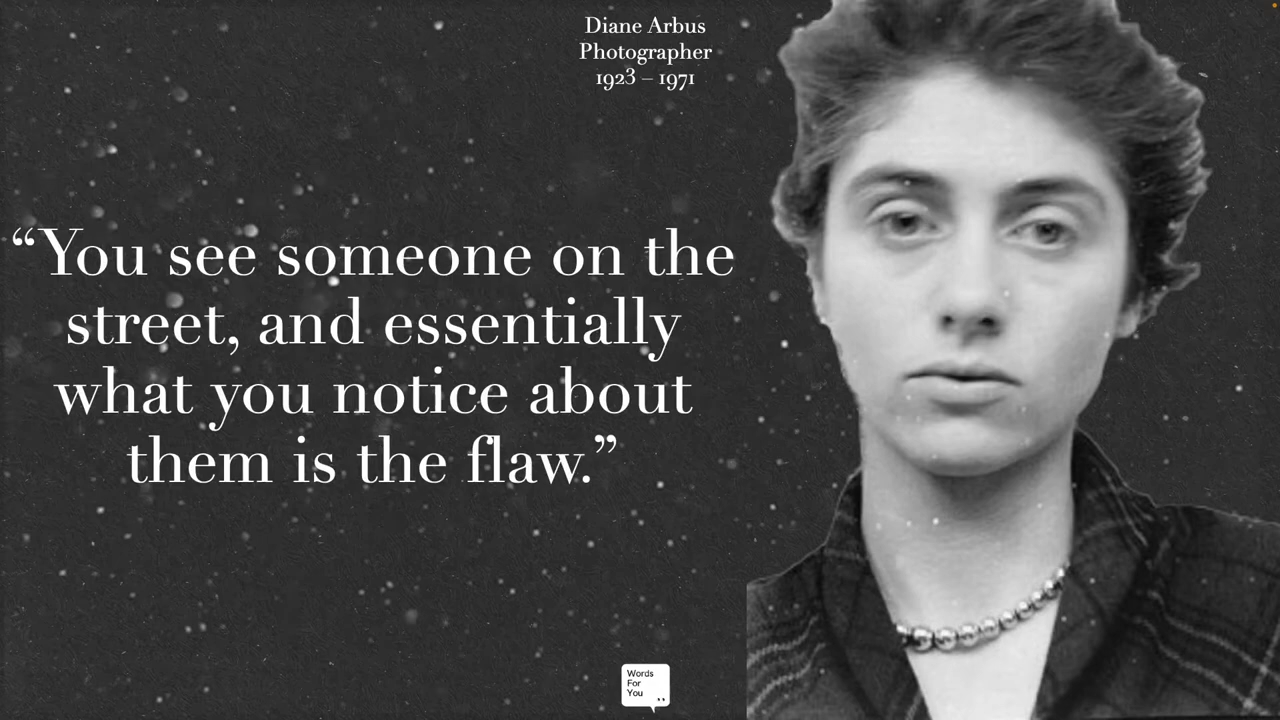 Diane Arbus
Photographer
1923 – 1971
“You see someone on the
street, and essentially
what you notice about
them is the flaw.”
Words
For
You